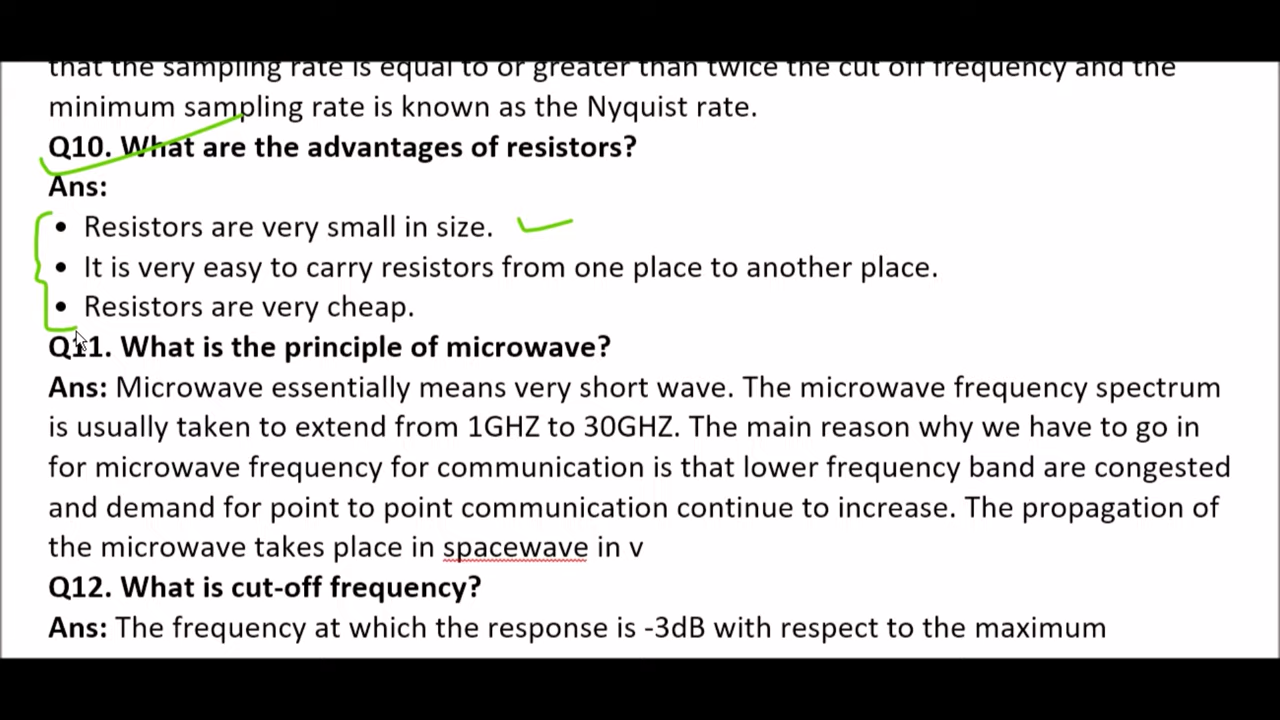 that the sampling rate is equal to or greater than twice the cut off frequency and the
minimum sampling rate is known as the Nyquist rate.
Q10. What are the advantages of resistors?
Ans:
• Resistors are very small in size.
• It is very easy to carry resistors from one place to another place.
• Resistors are very cheap.
Q11. What is the principle of microwave?
Ans: Microwave essentially means very short wave. The microwave frequency spectrum
is usually taken to extend from 1GHZ to 30GHZ. The main reason why we have to go in
for microwave frequency for communication is that lower frequency band are congested
and demand for point to point communication continue to increase. The propagation of
the microwave takes place in spacewave in v
Q12. What is cut-off frequency?
Ans: The frequency at which the response is -3dB with respect to the maximum